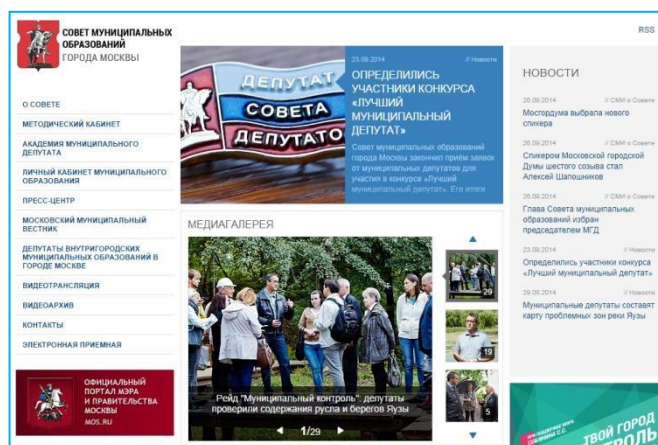 СОВЕТ МУНИЦИПАЛЬНЫХ
ОБРАЗОВАНИЙ
ГОРОДА МОСКВЫ
О СОВЕТЕ
МЕТОДИЧЕСКИЙ КАБИНЕТ
АКАДЕМИЯ МУНИЦИПАЛЬНОГО
ДЕПУТАТА
ЛИЧНЫЙ КАБИНЕТ МУНИЦИПАЛЬНОГО
ОБРАЗОВАНИЯ
ПРЕСС-ЦЕНТР
МОСКОВСКИЙ МУНИЦИПАЛЬНЫЙ
ВЕСТНИК
ДЕПУТАТЫ ВНУТРИГОРОДСКИХ
МУНИЦИПАЛЬНЫХ ОБРАЗОВАНИЙ В
ГОРОДЕ МОСКВЕ
ВИДЕОТРАНСЛЯЦИЯ
ВИДЕОАРХИВ
КОНТАКТЫ
ЭЛЕКТРОННАЯ ПРИЕМНАЯ
ОФИЦИАЛЬНЫЙ
ПОРТАЛ МЭРА
И ПРАВИТЕЛЬСТВА
МОСКВЫ
MOS.RU
ДЕПУТАТ
СОВЕТА
ДЕПУТАТО
23.09.2014 // Новости
ОПРЕДЕЛИЛИСЬ
УЧАСТНИКИ КОНКУРСА
«ЛУЧШИЙ
МУНИЦИПАЛЬНЫЙ
ДЕПУТАТ»
Совет муниципальных образований
города Москвы закончил приём заявок
от муниципальных депутатов для
участия в конкурсе «Лучший
муниципальный депутат». Его итоги
МЕДИАГАЛЕРЕЯ
Рейд "Муниципальный контроль": депутаты
проверили содержания русла и берегов Яузы
1/29
29
19
5
RSS
НОВОСТИ
26.09.2014 // СМИ о Совете
Мосгордума выбрала нового
спикера
26.09.2014 // СМИ о Совете
Спикером Московской городской
Думы шестого созыва стал
Алексей Шапошников
26.09.2014 // СМИ о Совете
Глава Совета муниципальных
образований избран
председателем МГД
23.09.2014 // Новости
Определились участники конкурса
«Лучший муниципальный депутат»
29.09.2014 // Новости
Муниципальные депутаты составят
карту проблемных зон реки Яузы
ПРИ ПОДДЕРЖКЕ МЭРА
СОБЯНИНА С.С.
ТВОЙ ГОРОД